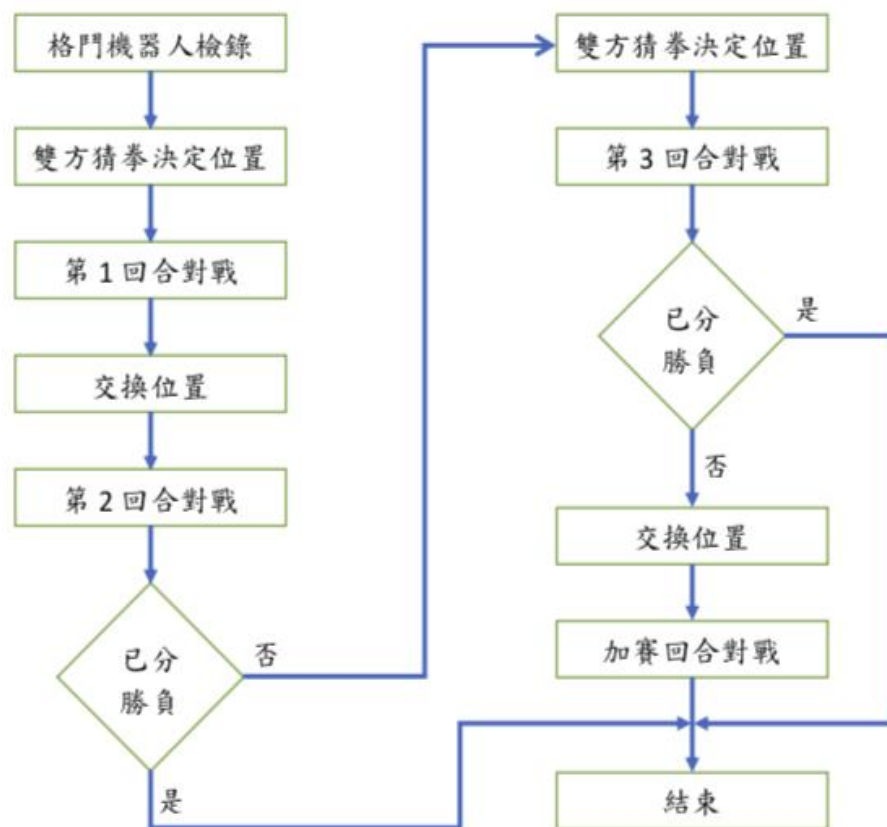 格鬥機器人檢錄
雙方猜拳決定位置
第 1 回合對戰
交換位置
第 2 回合對戰
已分
勝負
否
是
雙方猜拳決定位置
第 3 回合對戰
已分
勝負
是
否
交換位置
加賽回合對戰
結束